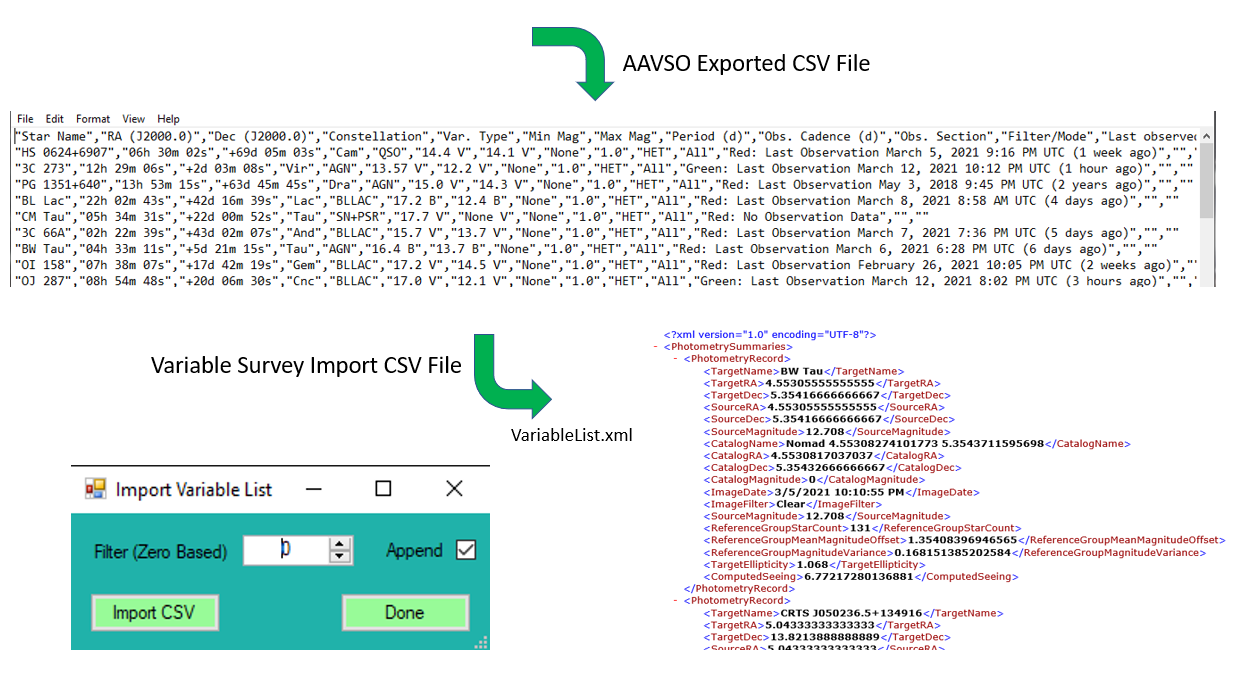 AAVSO Exported CSV File
File Edit Format View Help
"Star Name","RA (J2000.0)","Dec (J2000.0)","Constellation","Var. Type","Min Mag","Max Mag","Period (d)","Obs. Cadence (d)","Obs. Section","Filter/Mode","Last observed
"HS 0624+6907","06h 30m 02s","+69d 05m 03s","Cam","QSO","14.4 V","14.1 V","None","1.0","HET","All","Red: Last Observation March 5, 2021 9:16 PM UTC (1 week ago)","","
"3C 273","12h 29m 06s","+2d 03m 08s","Vir","AGN","13.57 V","12.2 V","None","1.0","HET","All","Green: Last Observation March 12, 2021 10:12 PM UTC (1 hour ago)","","
"PG 1351+640","13h 53m 15s","+63d 45m 45s","Dra","AGN","15.0 V","14.3 V","None","1.0","HET","All","Red: Last Observation May 3, 2018 9:45 PM UTC (2 years ago)","",""
"BL Lac","22h 02m 43s","+42d 16m 39s","Lac","BLLAC","17.2 B","12.4 B","None","1.0","HET","All","Red: Last Observation March 8, 2021 8:58 AM UTC (4 days ago)","",""
"CM Tau","05h 34m 31s","+22d 00m 52s","Tau","SN+PSR","17.7 V","None V","None","1.0","HET","All","Red: No Observation Data","",""
"3C 66A","02h 22m 39s","+43d 02m 07s","And","BLLAC","15.7 V","13.7 V","None","1.0","HET","All","Red: Last Observation March 7, 2021 7:36 PM UTC (5 days ago)","",""
"BW Tau","04h 33m 11s","+5d 21m 15s","Tau","AGN","16.4 B","13.7 B","None","1.0","HET","All","Red: Last Observation March 6, 2021 6:28 PM UTC (6 days ago)","",""
"OI 158","07h 38m 07s","+17d 42m 19s","Gem","BLLAC","17.2 V","14.5 V","None","1.0","HET","All","Red: Last Observation February 26, 2021 10:05 PM UTC (2 weeks ago)","","
"OJ 287","08h 54m 48s","+20d 06m 30s","Cnc","BLLAC","17.0 V","12.1 V","None","1.0","HET","All","Green: Last Observation March 12, 2021 8:02 PM UTC (3 hours ago)","","
Variable Survey Import CSV File
VariableList.xml
Import Variable List
Filter (Zero Based) 0 Append
Import CSV Done
<?xml version="1.0" encoding="UTF-8"?>
- <PhotometrySummaries>
- <PhotometryRecord>
<TargetName>BW Tau</TargetName>
<TargetRA>4.55305555555555</TargetRA>
<TargetDec>5.35416666666667</TargetDec>
<SourceRA>4.55305555555555</SourceRA>
<SourceDec>5.35416666666667</SourceDec>
<SourceMagnitude>12.708</SourceMagnitude>
<CatalogName>Nomad 4.55308274101773 5.3543711595698</CatalogName>
<CatalogRA>4.5530817037037</CatalogRA>
<CatalogDec>5.35432666666667</CatalogDec>
<CatalogMagnitude>0</CatalogMagnitude>
<ImageDate>3/5/2021 10:10:55 PM</ImageDate>
<ImageFilter>Clear</ImageFilter>
<SourceMagnitude>12.708</SourceMagnitude>
<ReferenceGroupStarCount>131</ReferenceGroupStarCount>
<ReferenceGroupMeanMagnitudeOffset>1.35408396946565</ReferenceGroupMeanMagnitudeOffset>
<ReferenceGroupMagnitudeVariance>0.168151385202584</ReferenceGroupMagnitudeVariance>
<TargetEllipticity>1.068</TargetEllipticity>
<ComputedSeeing>6.77217280136881</ComputedSeeing>
</PhotometryRecord>
- <PhotometryRecord>
<TargetName>CRTS J050236.5+134916</TargetName>
<TargetRA>5.04333333333333</TargetRA>
<TargetDec>13.8213888888889</TargetDec>
<SourceRA>5.04333333333333</SourceRA>